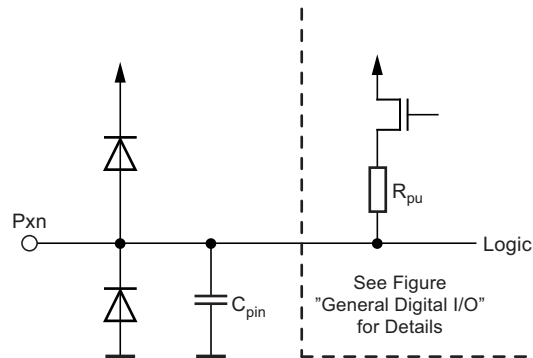 R_pu
Pxn
Logic
C_pin
See Figure
"General Digital I/O"
for Details